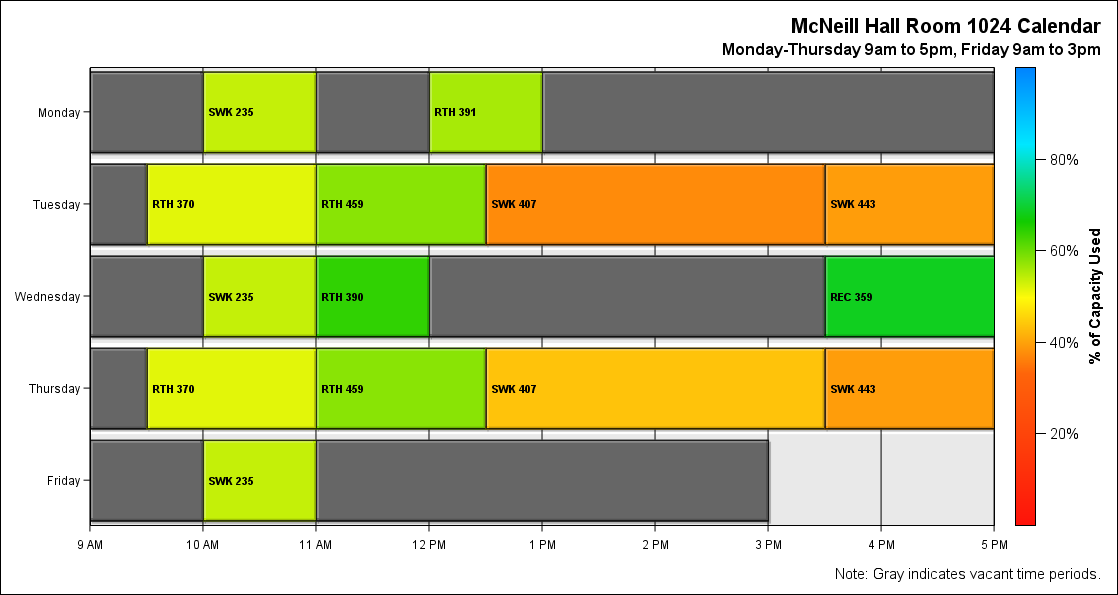 McNeill Hall Room 1024 Calendar
Monday-Thursday 9am to 5pm, Friday 9am to 3pm
Monday
SWK 235
RTH 391
Tuesday
RTH 370
RTH 459
SWK 407
SWK 443
Wednesday
SWK 235
RTH 390
REC 359
Thursday
RTH 370
RTH 459
SWK 407
SWK 443
Friday
SWK 235
9 AM
10 AM
11 AM
12 PM
1 PM
2 PM
3 PM
4 PM
5 PM
80%
60%
40%
20%
% of Capacity Used
Note: Gray indicates vacant time periods.